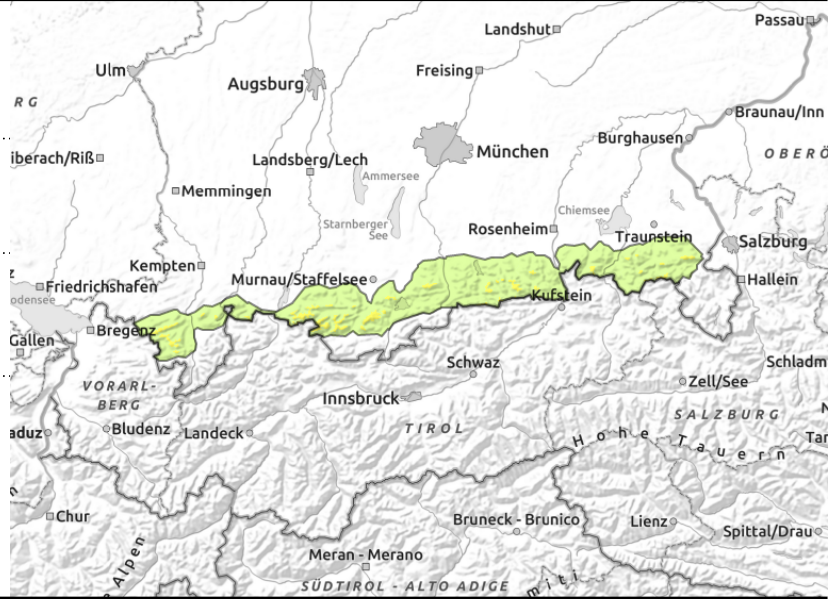 Passau
Landshut
Ulm
Freising
Augsburg
RG
Braunau/Inn
Burghausen
München
OBERÖ
iberach/Riß
Landsberg/Lech
Ammersee
Memmingen
Chiemsee
Starnberger
See
Rosenheim
Traunstein
Salzburg
Kempten
z
Murnau/Staffelsee
Hallein
Friedrichshafen
odensee
Kufstein
Bregenz
Gallen
Schwaz
Schladm
VORARL-
BERG
Zell/See
Innsbruck
SALZBURG
N
Bludenz
Landeck
TIROL
aduz
Hohe Tauern
Tar
n
Chur
Bruneck - Brunico
Lienz
Spittal/Drau
Meran - Merano
e Alpen
SÜDTIROL - ALTO ADIGE
miti